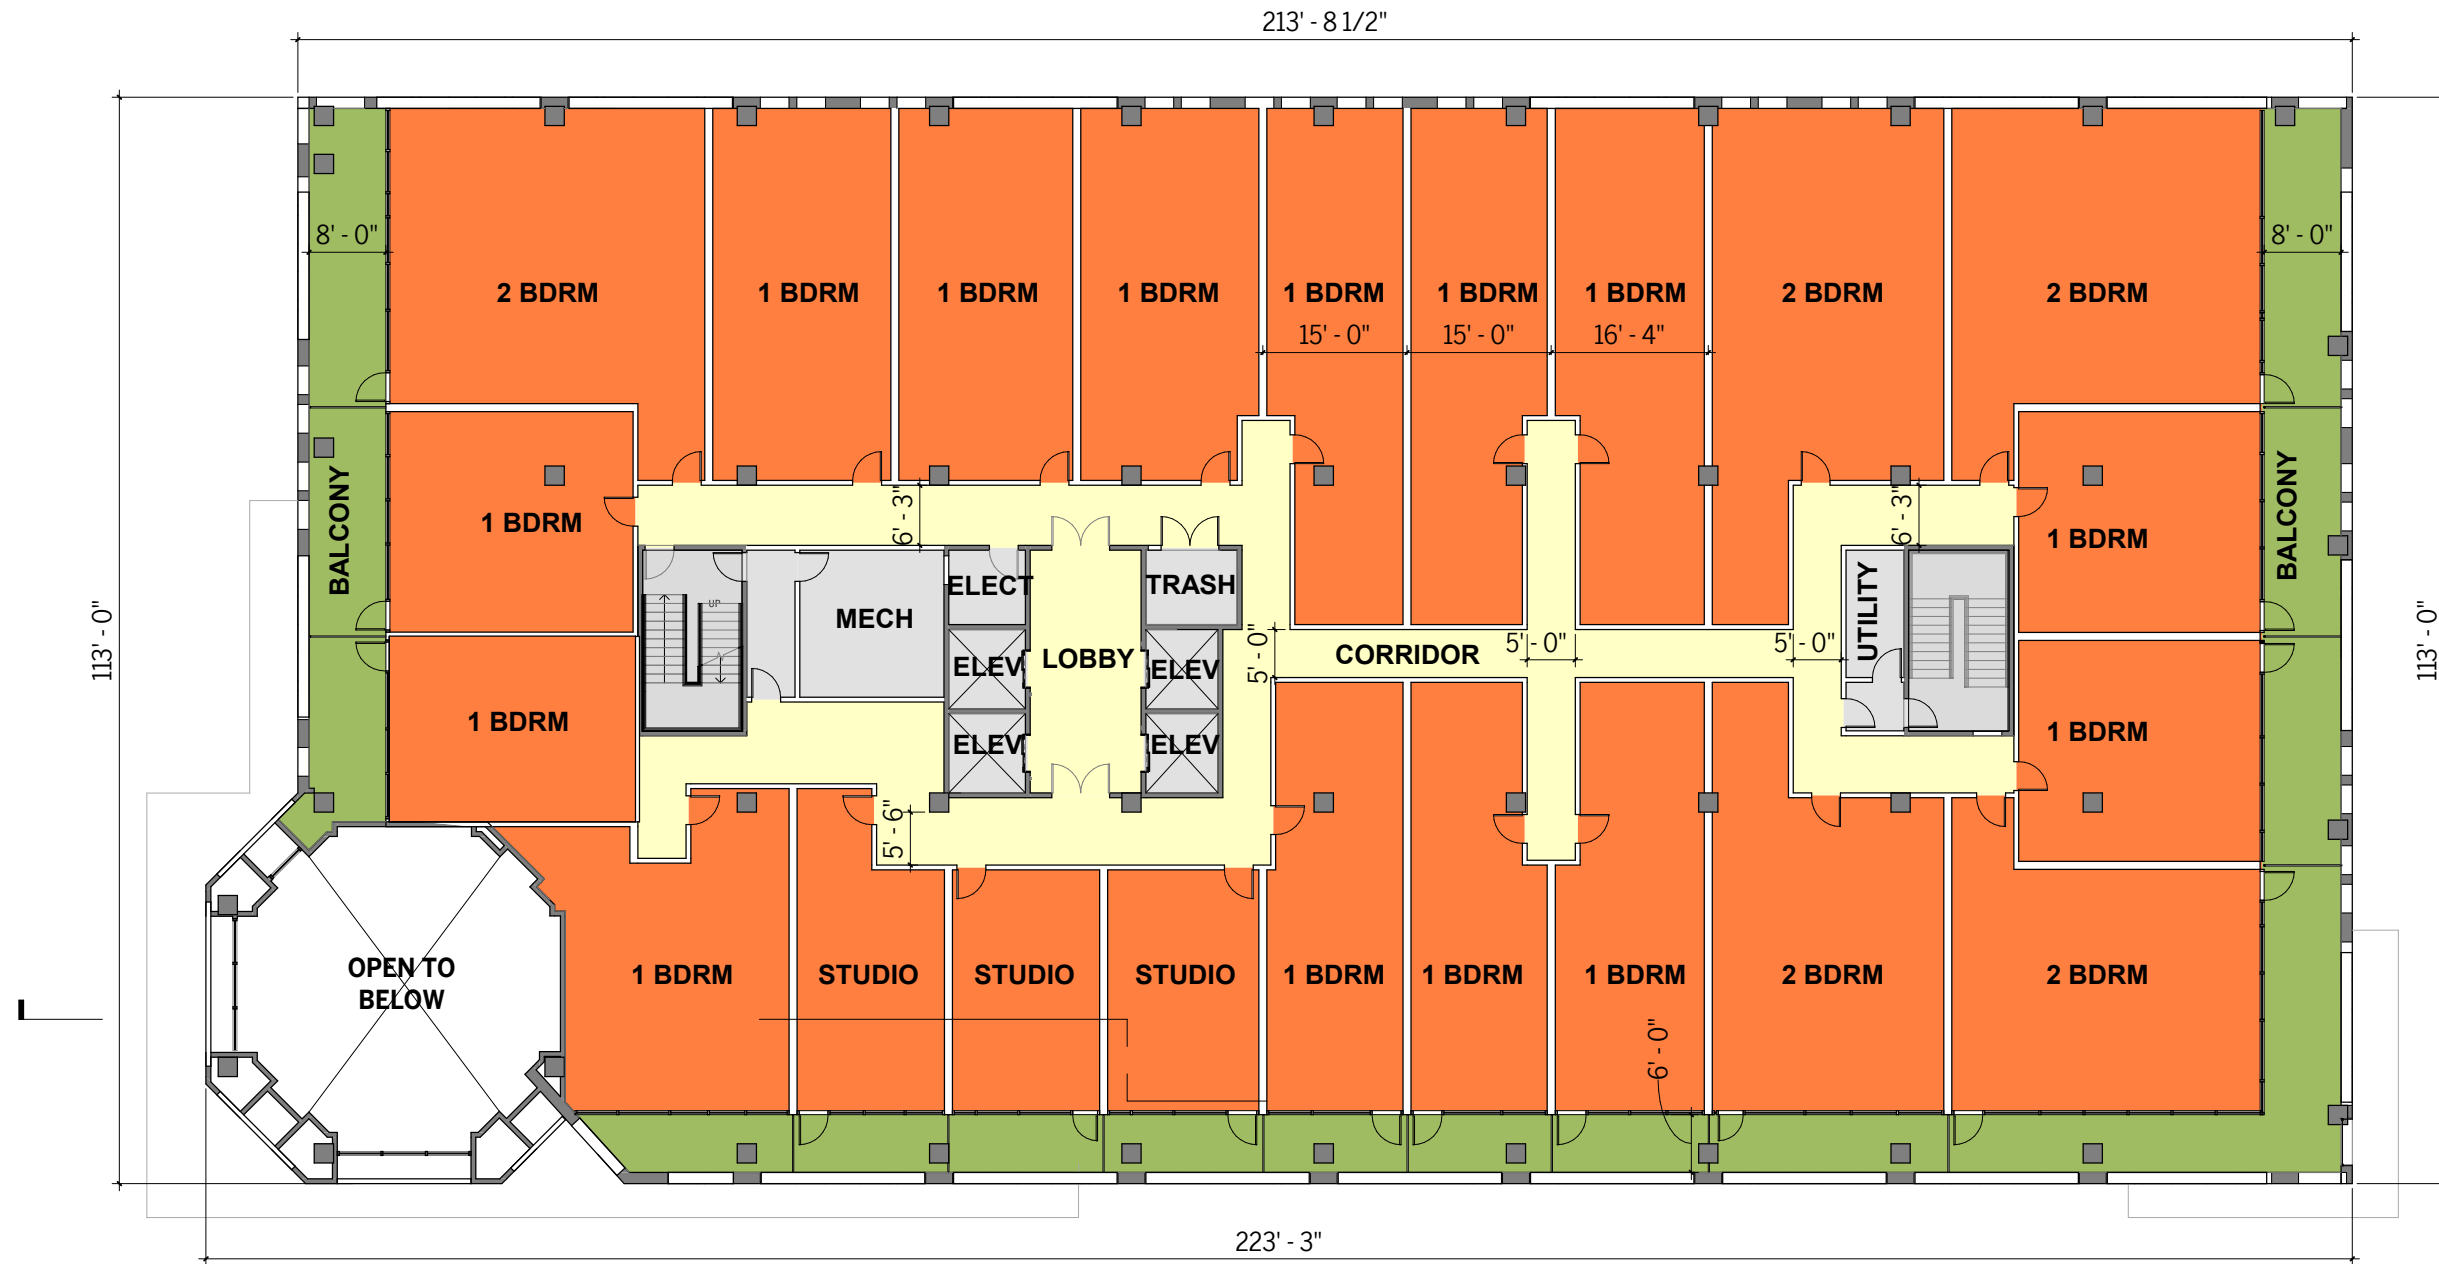 213' - 8 1/2"
8' - 0"
8' - 0"
2 BDRM
1 BDRM
1 BDRM
1 BDRM
1 BDRM
1 BDRM
1 BDRM
2 BDRM
2 BDRM
15' - 0"
15' - 0"
16' - 4"
BALCONY
1 BDRM
6' - 3"
6' - 3"
1 BDRM
BALCONY
113' - 0"
UP
MECH
ELECT
TRASH
UTILITY
113' - 0"
ELEV
LOBBY
ELEV
5' - 0"
CORRIDOR
5' - 0"
5' - 0"
1 BDRM
ELEV
ELEV
1 BDRM
5' - 6"
OPEN TO
BELOW
1 BDRM
STUDIO
STUDIO
STUDIO
1 BDRM
1 BDRM
1 BDRM
2 BDRM
2 BDRM
6' - 0"
223' - 3"